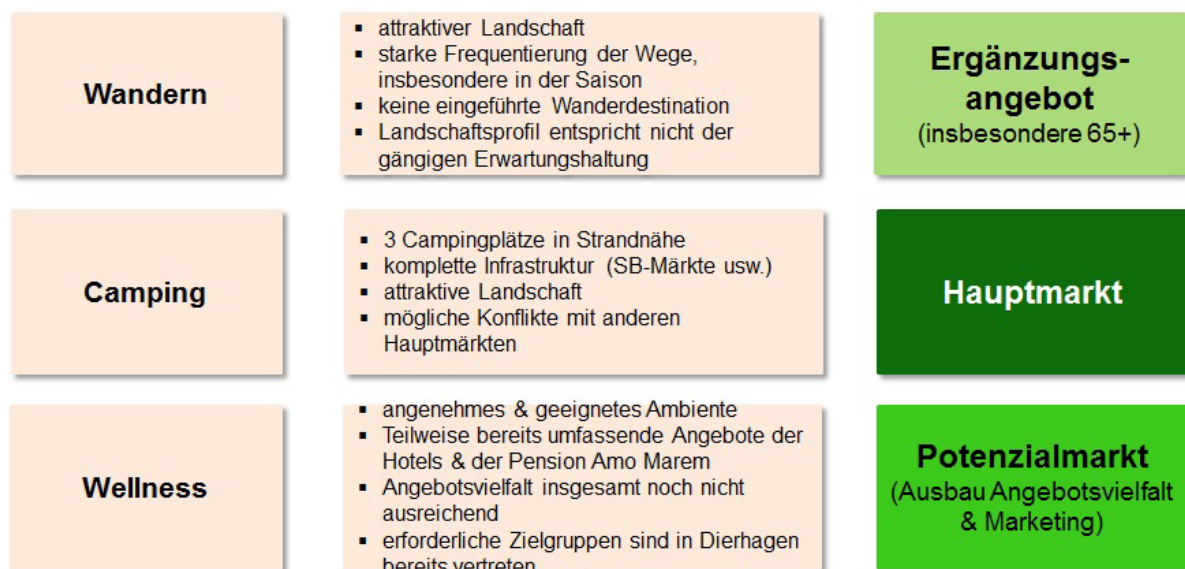 Wandern
▪ attraktiver Landschaft
▪ starke Frequentierung der Wege,
insbesondere in der Saison
▪ keine eingeführte Wanderdestination
▪ Landschaftsprofil entspricht nicht der
gängigen Erwartungshaltung
Ergänzungs-
angebot
(insbesondere 65+)
Camping
▪ 3 Campingplätze in Strandnähe
▪ komplette Infrastruktur (SB-Märkte usw.)
▪ attraktive Landschaft
▪ mögliche Konflikte mit anderen
Hauptmärkten
Hauptmarkt
Wellness
▪ angenehmes & geeignetes Ambiente
▪ Teilweise bereits umfassende Angebote der
Hotels & der Pension Amo Marem
▪ Angebotsvielfalt insgesamt noch nicht
ausreichend
▪ erforderliche Zielgruppen sind in Dierhagen
bereits vertreten
Potenzialmarkt
(Ausbau Angebotsvielfalt
& Marketing)